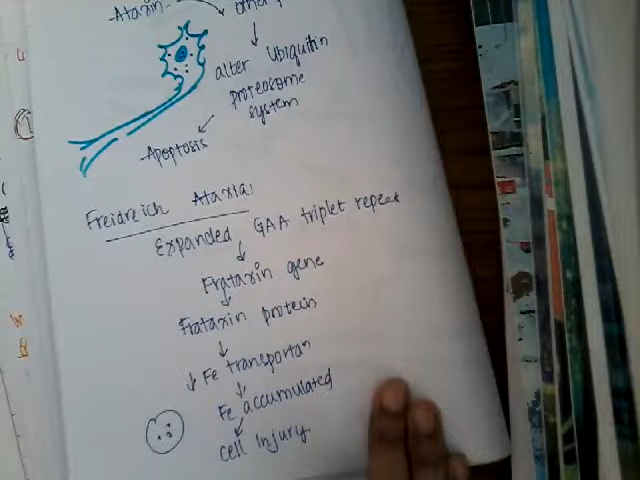 Ataxin
alter Ubiquitin
proteosome
system
Apoptosis
Freidreich Ataxia:
Expanded GAA triplet repeat
↓
Frataxin gene
↓
Frataxin protein
↓
↓ Fe transportan
↓
Fe accumulated
↓
cell injury